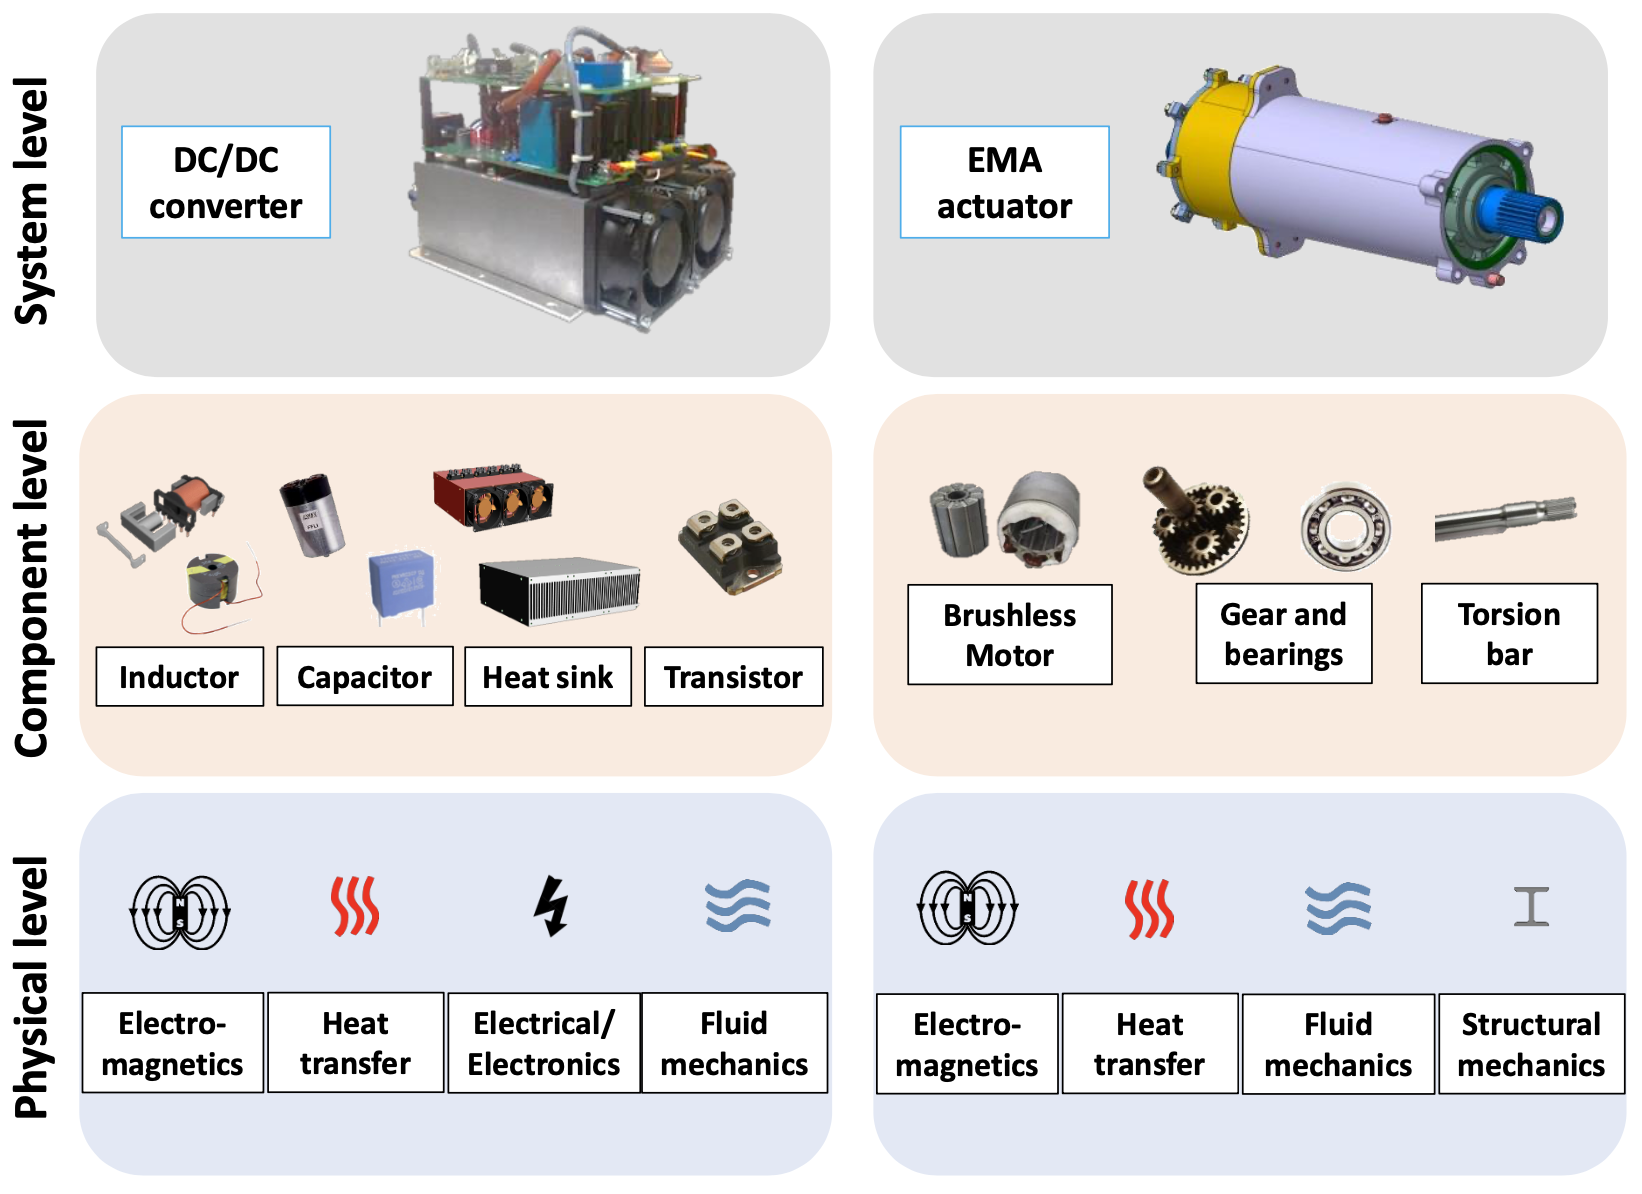 System level
DC/DC
converter
EMA
actuator
Component level
Inductor
Capacitor
Heat sink
Transistor
Brushless
Motor
Gear and
bearings
Torsion
bar
Physical level
N
S
Electro-
magnetics
Heat
transfer
Electrical/
Electronics
Fluid
mechanics
N
S
Electro-
magnetics
Heat
transfer
Fluid
mechanics
Structural
mechanics